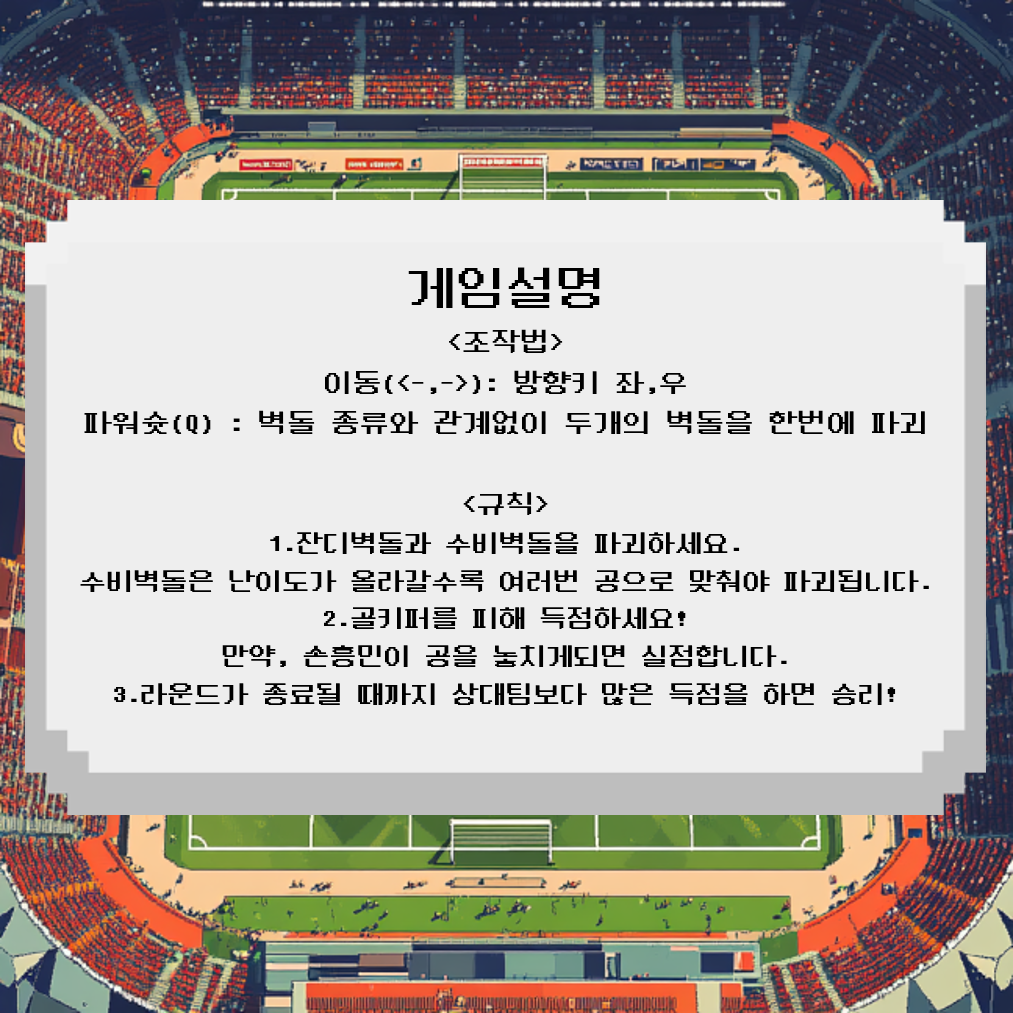 게임설명
<조작법>
이동(<-,->): 방향키 좌,우
파워슛(Q) : 벽돌 종류와 관계없이 두개의 벽돌을 한번에 파괴
<규칙>
1.잔디벽돌과 수비벽돌을 파괴하세요.
수비벽돌은 난이도가 올라갈수록 여러번 공으로 맞춰야 파괴됩니다.
2.골키퍼를 피해 득점하세요!
만약, 손흥민이 공을 놓치게되면 실점합니다.
3.라운드가 종료될 때까지 상대팀보다 많은 득점을 하면 승리!